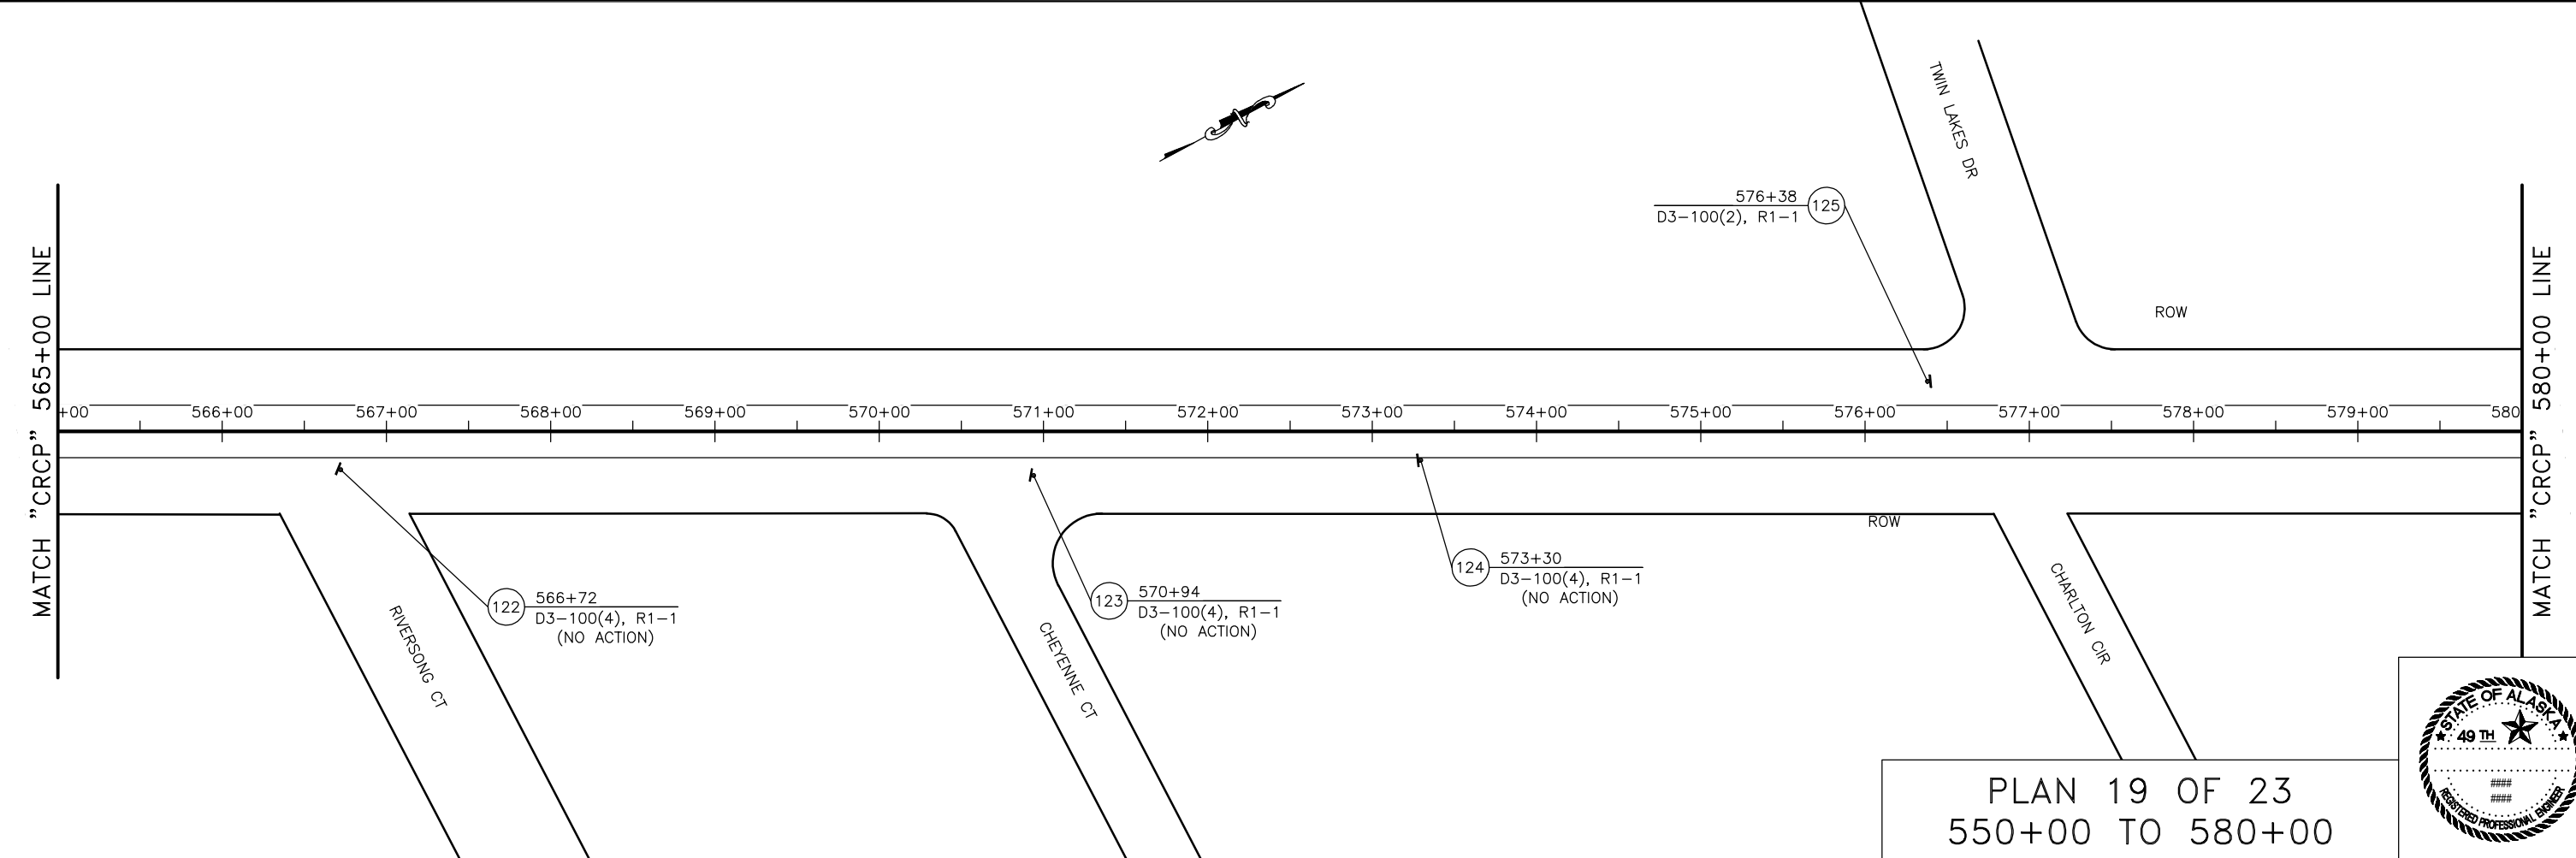 TWIN LAKES DR
576+38
125
D3-100(2), R1-1
ROW
MATCH "CRCP" 565+00 LINE
MATCH "CRCP" 580+00 LINE
+00 566+00 567+00 568+00 569+00 570+00 571+00 572+00 573+00 574+00 575+00 576+00 577+00 578+00 579+00 580
ROW
122
566+72
D3-100(4), R1-1
(NO ACTION)
123
570+94
D3-100(4), R1-1
(NO ACTION)
124
573+30
D3-100(4), R1-1
(NO ACTION)
RIVERSONG CT
CHEYENNE CT
CHARLTON CIR
STATE OF ALASKA
49 TH
####
####
REGISTERED PROFESSIONAL ENGINEER
PLAN 19 OF 23
550+00 TO 580+00